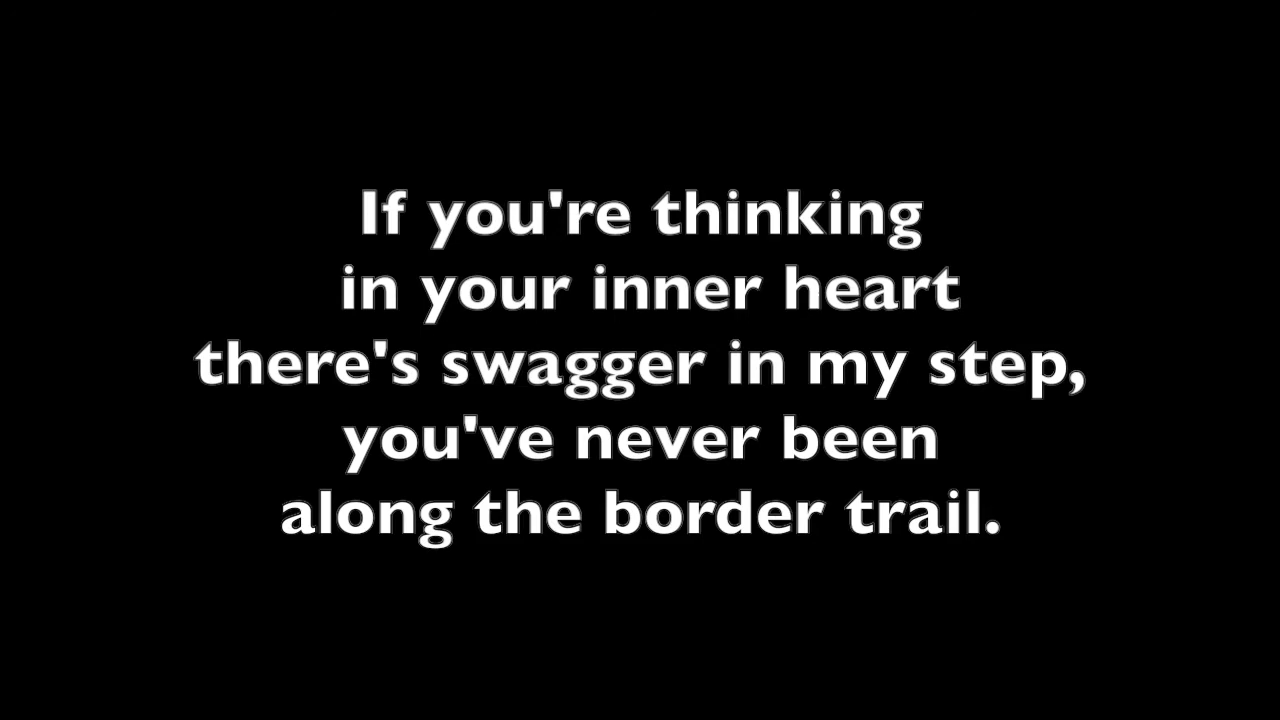 If you're thinking
in your inner heart
there's swagger in my step,
you've never been
along the border trail.